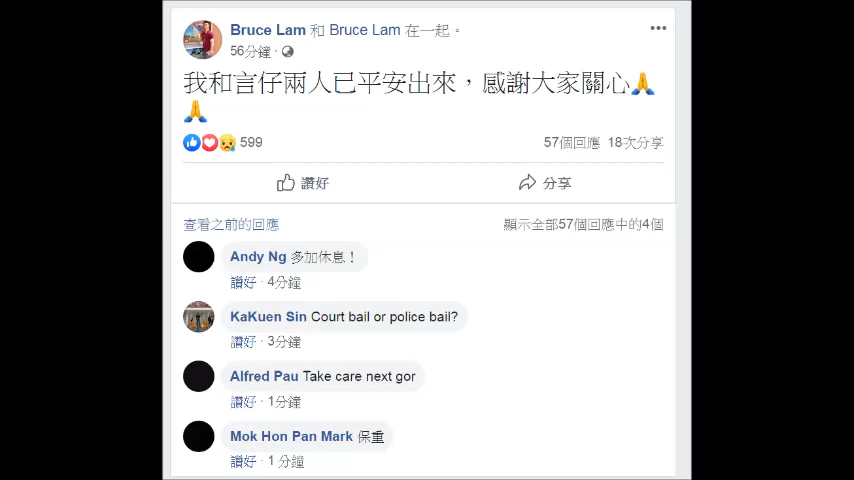 Bruce Lam 和 Bruce Lam 在一起。
56分鐘 ·
我和言仔兩人已平安出來，感謝大家關心🙏
🙏
599 57個回應 18次分享
讚好 分享
查看之前的回應 顯示全部57個回應中的4個
Andy Ng 多加休息！
讚好 · 4分鐘
KaKuen Sin Court bail or police bail?
讚好 · 3分鐘
Alfred Pau Take care next gor
讚好 · 1分鐘
Mok Hon Pan Mark 保重
讚好 · 1 分鐘